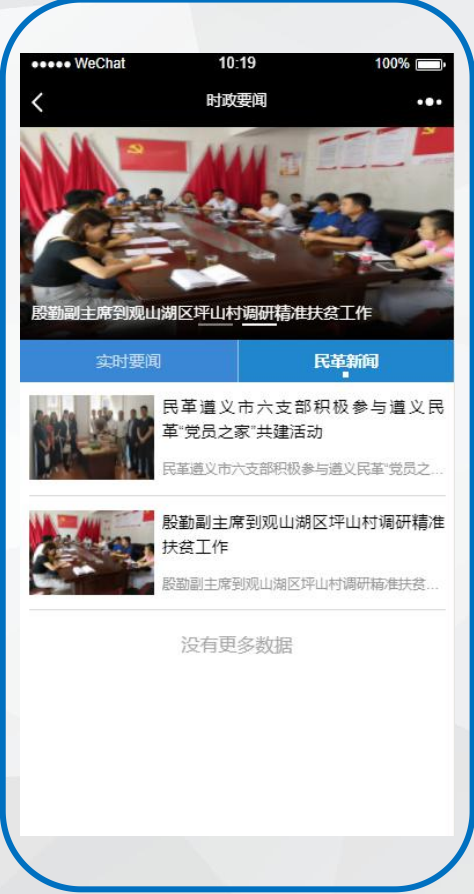 WeChat 10:19 100%
时政要闻
殷勤副主席到观山湖区坪山村调研精准扶贫工作
实时要闻 民革新闻
民革遵义市六支部积极参与遵义民
革“党员之家”共建活动
民革遵义市六支部积极参与遵义民革“党员之...
殷勤副主席到观山湖区坪山村调研精准
扶贫工作
殷勤副主席到观山湖区坪山村调研精准扶贫...
没有更多数据